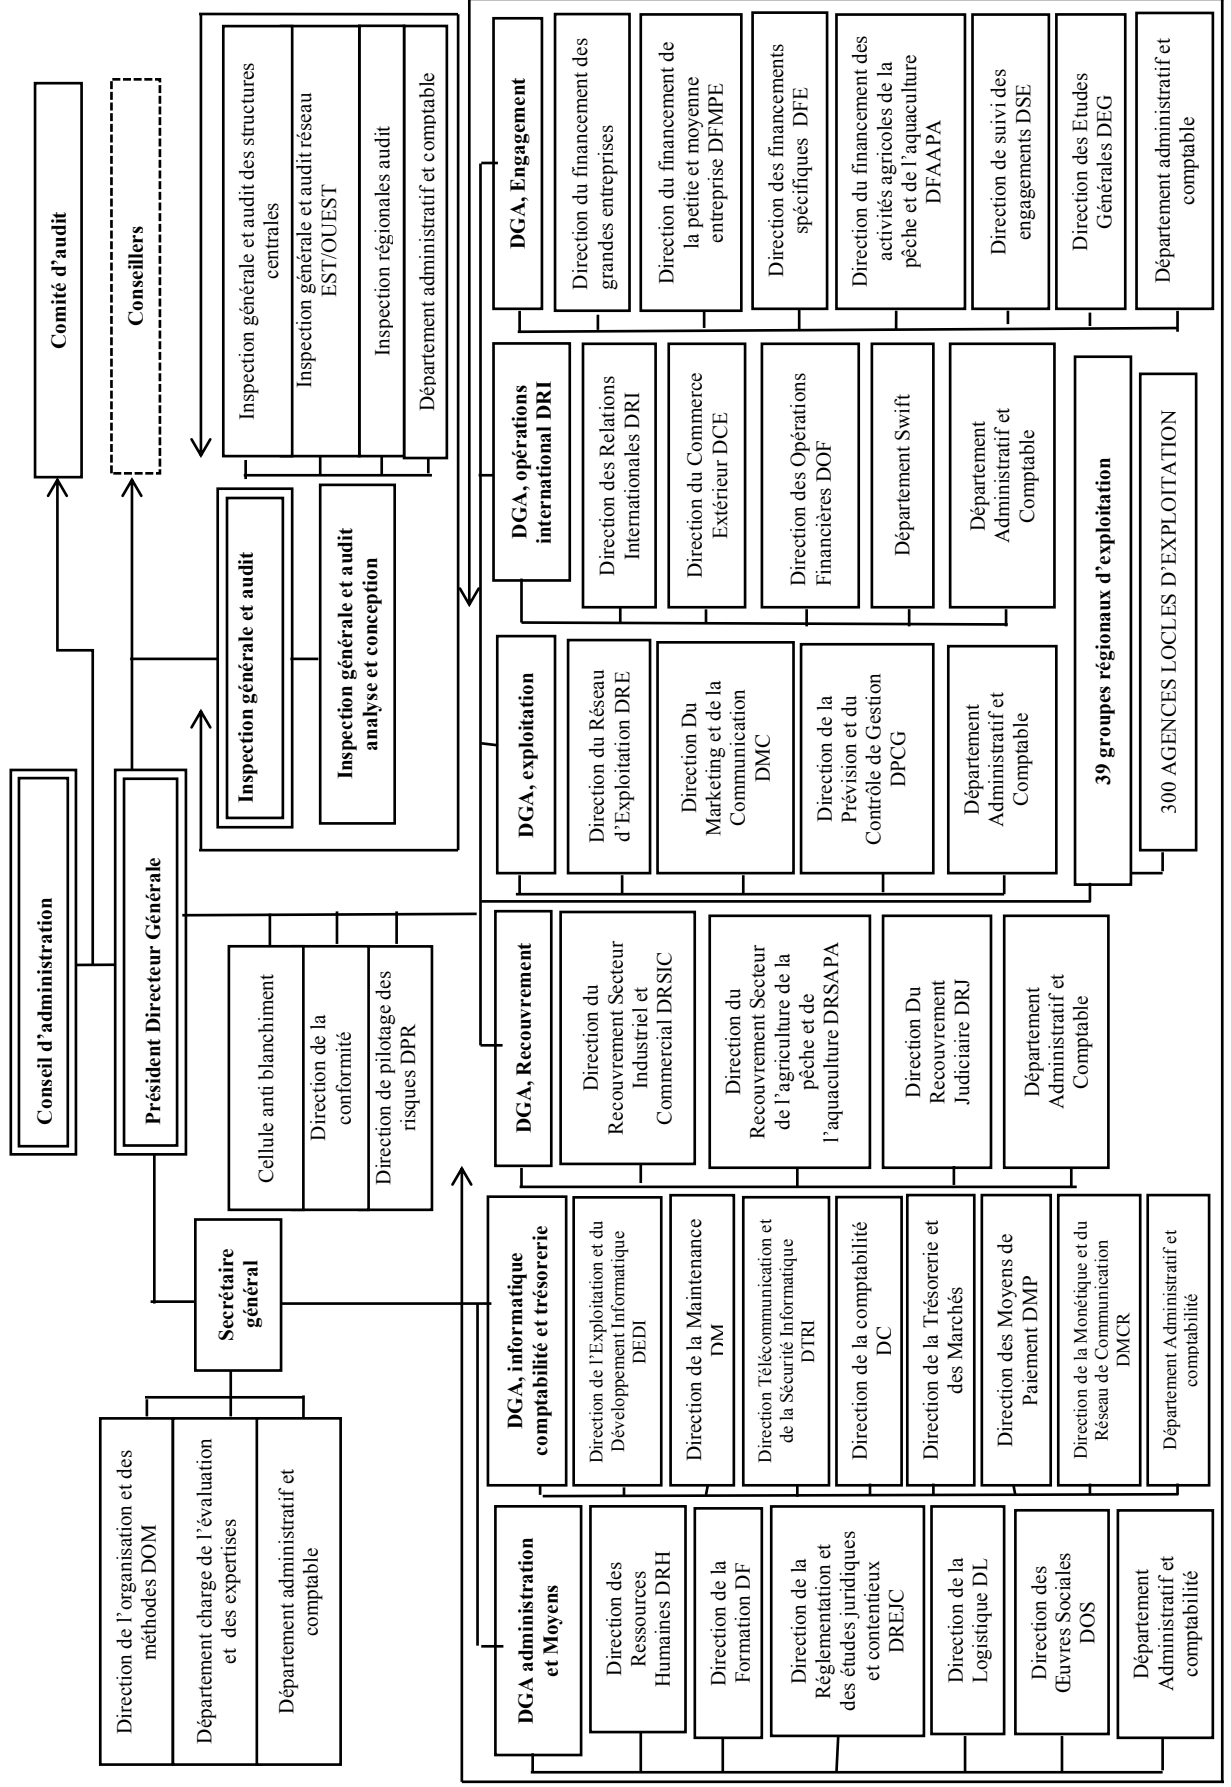 Conseil d'administration
Comité d'audit
Président Directeur Générale
Conseillers
Secrétaire
général
Direction de l'organisation et des
méthodes DOM
Département charge de l'évaluation
et des expertises
Département administratif et
comptable
Cellule anti blanchiment
Direction de la
conformité
Direction de pilotage des
risques DPR
Inspection générale et audit
Inspection générale et audit
analyse et conception
Inspection générale et audit des structures
centrales
Inspection générale et audit réseau
EST/OUEST
Inspection régionales audit
Département administratif et comptable
DGA administration
et Moyens
Direction des
Ressources
Humaines DRH
Direction de la
Formation DF
Direction de la
Réglementation et
des études juridiques
et contentieux
DREJC
Direction de la
Logistique DL
Direction des
Œuvres Sociales
DOS
Département
Administratif et
comptabilité
DGA, informatique
comptabilité et trésorerie
Direction de l'Exploitation et du
Développement Informatique
DEDI
Direction de la Maintenance
DM
Direction Télécommunication et
de la Sécurité Informatique
DTRI
Direction de la comptabilité
DC
Direction de la Trésorerie et
des Marchés
Direction des Moyens de
Paiement DMP
Direction de la Monétique et du
Réseau de Communication
DMCR
Département Administratif et
comptabilité
DGA, Recouvrement
Direction du
Recouvrement Secteur
Industriel et
Commercial DRSIC
Direction du
Recouvrement Secteur
de l'agriculture de la
pêche et de
l'aquaculture DRSAPA
Direction Du
Recouvrement
Judiciaire DRJ
Département
Administratif et
Comptable
DGA, exploitation
Direction du Réseau
d'Exploitation DRE
Direction Du
Marketing et de la
Communication
DMC
Direction de la
Prévision et du
Contrôle de Gestion
DPCG
Département
Administratif et
Comptable
DGA, opérations
international DRI
Direction des Relations
Internationales DRI
Direction du Commerce
Extérieur DCE
Direction des Opérations
Financières DOF
Département Swift
Département
Administratif et
Comptable
DGA, Engagement
Direction du financement des
grandes entreprises
Direction du financement de
la petite et moyenne
entreprise DFMPE
Direction des financements
spécifiques DFE
Direction du financement des
activités agricoles de la
pêche et de l'aquaculture
DFAAPA
Direction de suivi des
engagements DSE
Direction des Etudes
Générales DEG
Département administratif et
comptable
39 groupes régionaux d'exploitation
300 AGENCES LOCLES D'EXPLOITATION